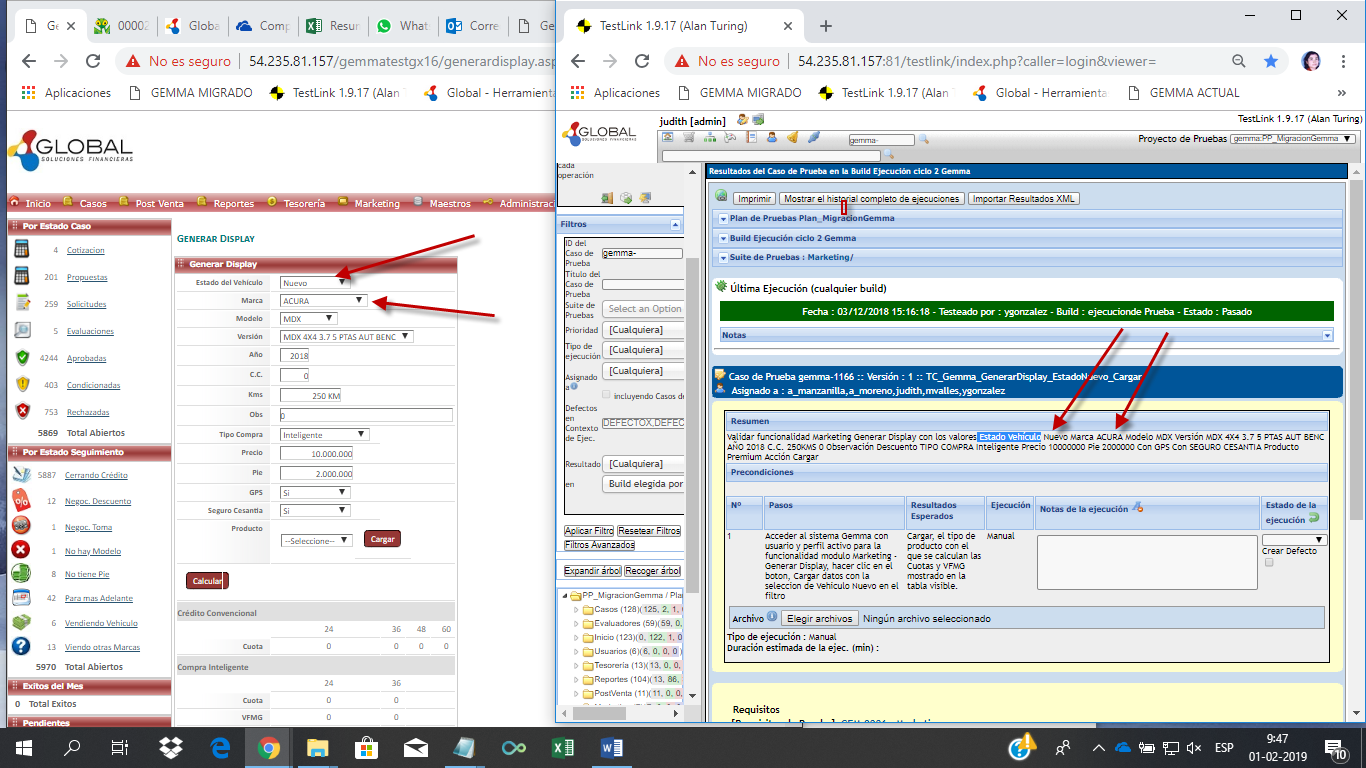 Ge
00002
Globa
Comp
Resur
Whats
Corre
GEN
No es seguro
54.235.81.157/gemmatestgx16/generardisplay.asp
Aplicaciones
GEMMA MIGRADO
TestLink 1.9.17 (Alan T
Global - Herramienta
GLOBAL
SOLUCIONES FINANCIERAS
Inicio
Casos
Post Venta
Reportes
Tesorería
Marketing
Maestros
Administraci
Por Estado Caso
4 Cotizacion
201 Propuestas
259 Solicitudes
5 Evaluaciones
4244 Aprobadas
403 Condicionadas
753 Rechazadas
5869 Total Abiertos
Por Estado Seguimiento
5887 Cerrando Crédito
12 Negoc. Descuento
1 Negoc. Toma
1 No hay Modelo
8 No tiene Pie
42 Para mas Adelante
6 Vendiendo Vehiculo
13 Viendo otras Marcas
5970 Total Abiertos
Exitos del Mes
0 Total Exitos
Pendientes
GENERAR DISPLAY
Generar Display
Estado del Vehículo Nuevo
Marca ACURA
Modelo MDX
Versión MDX 4X4 3.7 5 PTAS AUT BENC
Año 2018
C.C. 0
Kms 250 KM
Obs 0
Tipo Compra Inteligente
Precio 10.000.000
Pie 2.000.000
GPS Sí
Seguro Cesantia Sí
Producto --Seleccione-- Cargar
Calcular
Crédito Convencional
24 36 48 60
Cuota 0 0 0 0
Compra Inteligente
24 36
Cuota 0 0
VFMG 0 0
TestLink 1.9.17 (Alan Turing)
No es seguro
54.235.81.157:81/testlink/index.php?caller=login&viewer=
Aplicaciones
GEMMA MIGRADO
TestLink 1.9.17 (Alan T
Global - Herramienta
GEMMA ACTUAL
»
GLOBAL
SOLUCIONES FINANCIERAS
judith [admin]
TestLink 1.9.17 (Alan Turing)
gemma-
Proyecto de Pruebas gemma:PP_MigracionGemma
cada
operación
Filtros
ID del
Caso de
Prueba
gemma-
Título del
Caso de
Prueba
Suite de
Pruebas
Select an Option
Prioridad [Cualquiera]
Tipo de
ejecución
[Cualquiera]
Asignado
a
[Cualquiera]
incluyendo Casos de
Defectos
en
Contexto
de Ejec.
DEFECTOX,DEFEC
Resultado [Cualquiera]
en Build elegida por
Aplicar Filtro Resetear Filtros
Filtros Avanzados
Expandir árbol Recoger árbol
PP_MigracionGemma / Plan
Casos (128)(125, 2, 1, 0
Evaluadores (59)(59, 0,
Inicio (123)(0, 122, 1, 0
Usuarios (6)(6, 0, 0, 0)
Tesoreria (13)(13, 0, 0,
Reportes (104)(13, 86,
PostVenta (11)(11, 0, 0,
Resultados del Caso de Prueba en la Build Ejecución ciclo 2 Gemma
Imprimir Mostrar el historial completo de ejecuciones Importar Resultados XML
Plan de Pruebas Plan_MigracionGemma
Build Ejecución ciclo 2 Gemma
Suite de Pruebas : Marketing/
Última Ejecución (cualquier build)
Fecha : 03/12/2018 15:16:18 - Testeado por : ygonzalez - Build : ejecucionde Prueba - Estado : Pasado
Notas
Caso de Prueba gemma-1166 :: Versión : 1 :: TC_Gemma_GenerarDisplay_EstadoNuevo_Cargar
Asignado a : a_manzanilla,a_moreno,judith,mvalles,ygonzalez
Resumen
Validar funcionalidad Marketing Generar Display con los valores Estado Vehículo Nuevo Marca ACURA Modelo MDX Versión MDX 4X4 3.7 5 PTAS AUT BENC
AÑO 2018 C.C. 250KMS 0 Observación Descuento TIPO COMPRA Inteligente Precio 10000000 Pie 2000000 Con GPS Con SEGURO CESANTIA Producto
Premium Acción Cargar
Precondiciones
Nº Pasos Resultados Esperados Ejecución Notas de la ejecución Estado de la ejecución
1
Acceder al sistema Gemma con
usuario y perfil activo para la
funcionalidad modulo Marketing -
Generar Display, hacer clic en el
boton, Cargar datos con la
seleccion de Vehiculo Nuevo en el
filtro
Cargar, el tipo de
producto con el
que se calculan las
Cuotas y VFMG
mostrado en la
tabla visible.
Manual
Crear Defecto
Archivo Elegir archivos Ningún archivo seleccionado
Tipo de ejecución : Manual
Duración estimada de la ejec. (min) :
Requisitos
ESP
9:47
01-02-2019
10